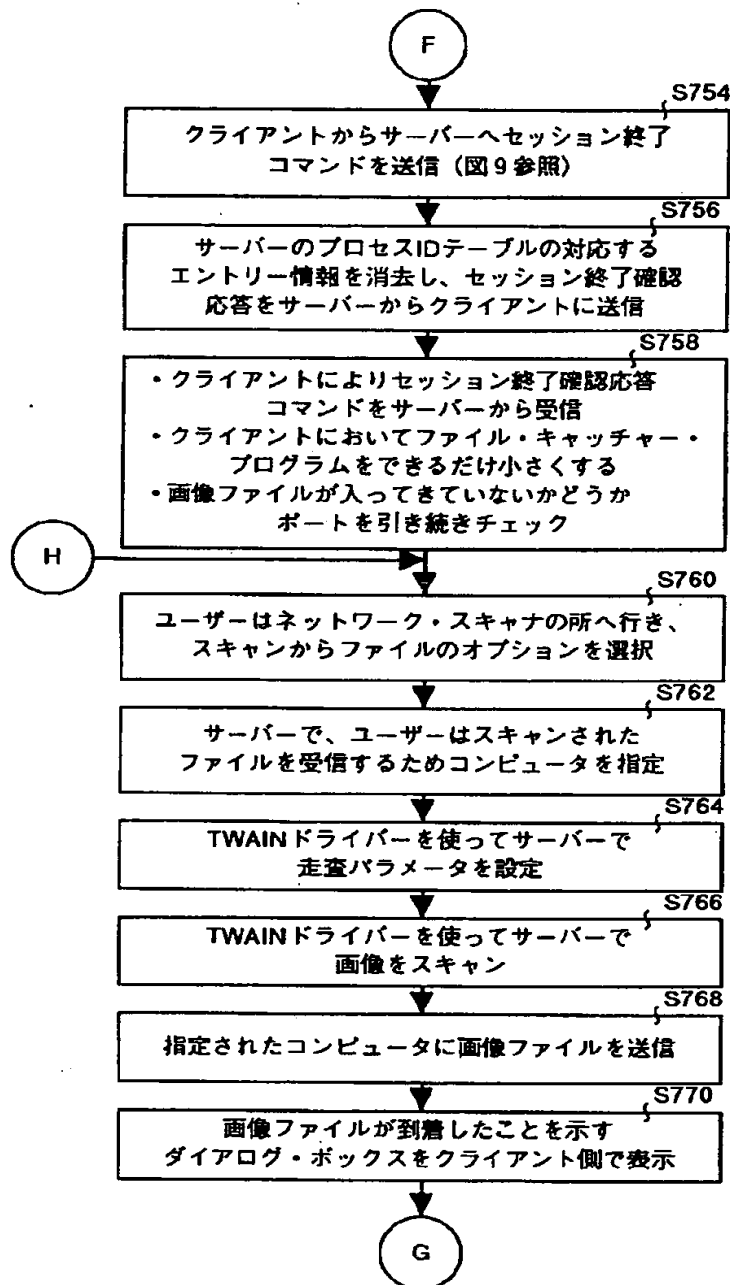 F
S754
クライアントからサーバーへセッション終了
コマンドを送信（図9参照）
S756
サーバーのプロセスIDテーブルの対応する
エントリー情報を消去し、セッション終了確認
応答をサーバーからクライアントに送信
S758
・クライアントによりセッション終了確認応答
コマンドをサーバーから受信
・クライアントにおいてファイル・キャッチャー・
プログラムをできるだけ小さくする
・画像ファイルが入ってきていないかどうか
ポートを引き続きチェック
H
S760
ユーザーはネットワーク・スキャナの所へ行き、
スキャンからファイルのオプションを選択
S762
サーバーで、ユーザーはスキャンされた
ファイルを受信するためコンピュータを指定
S764
TWAINドライバーを使ってサーバーで
走査パラメータを設定
S766
TWAINドライバーを使ってサーバーで
画像をスキャン
S768
指定されたコンピュータに画像ファイルを送信
S770
画像ファイルが到着したことを示す
ダイアログ・ボックスをクライアント側で表示
G